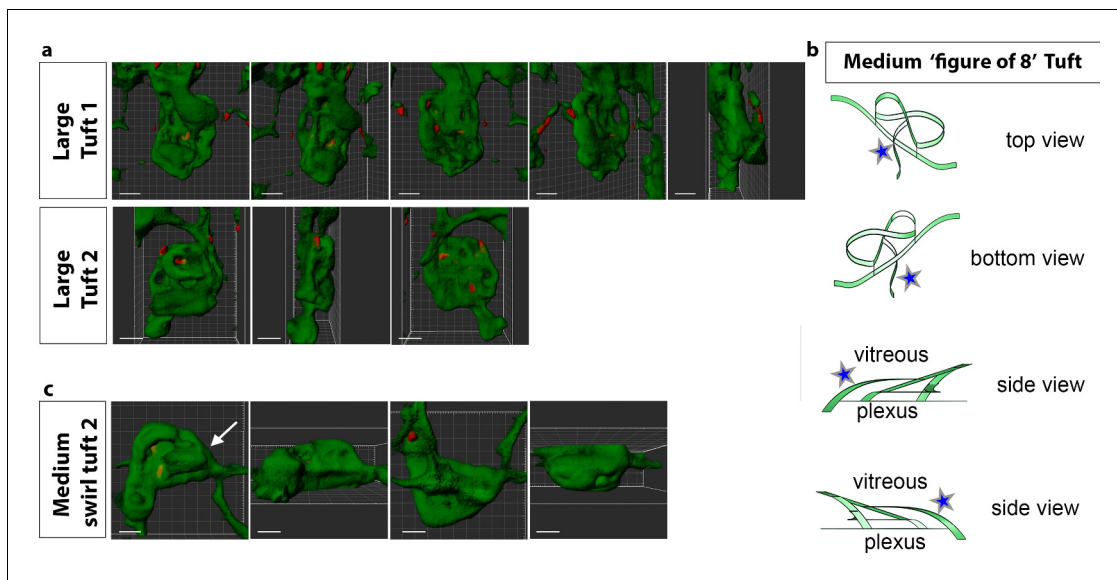 a
Large
Tuft 1
Large
Tuft 2
b
Medium ‘figure of 8’ Tuft
top view
bottom view
vitreous
side view
plexus
vitreous
side view
plexus
c
Medium
swirl tuft 2